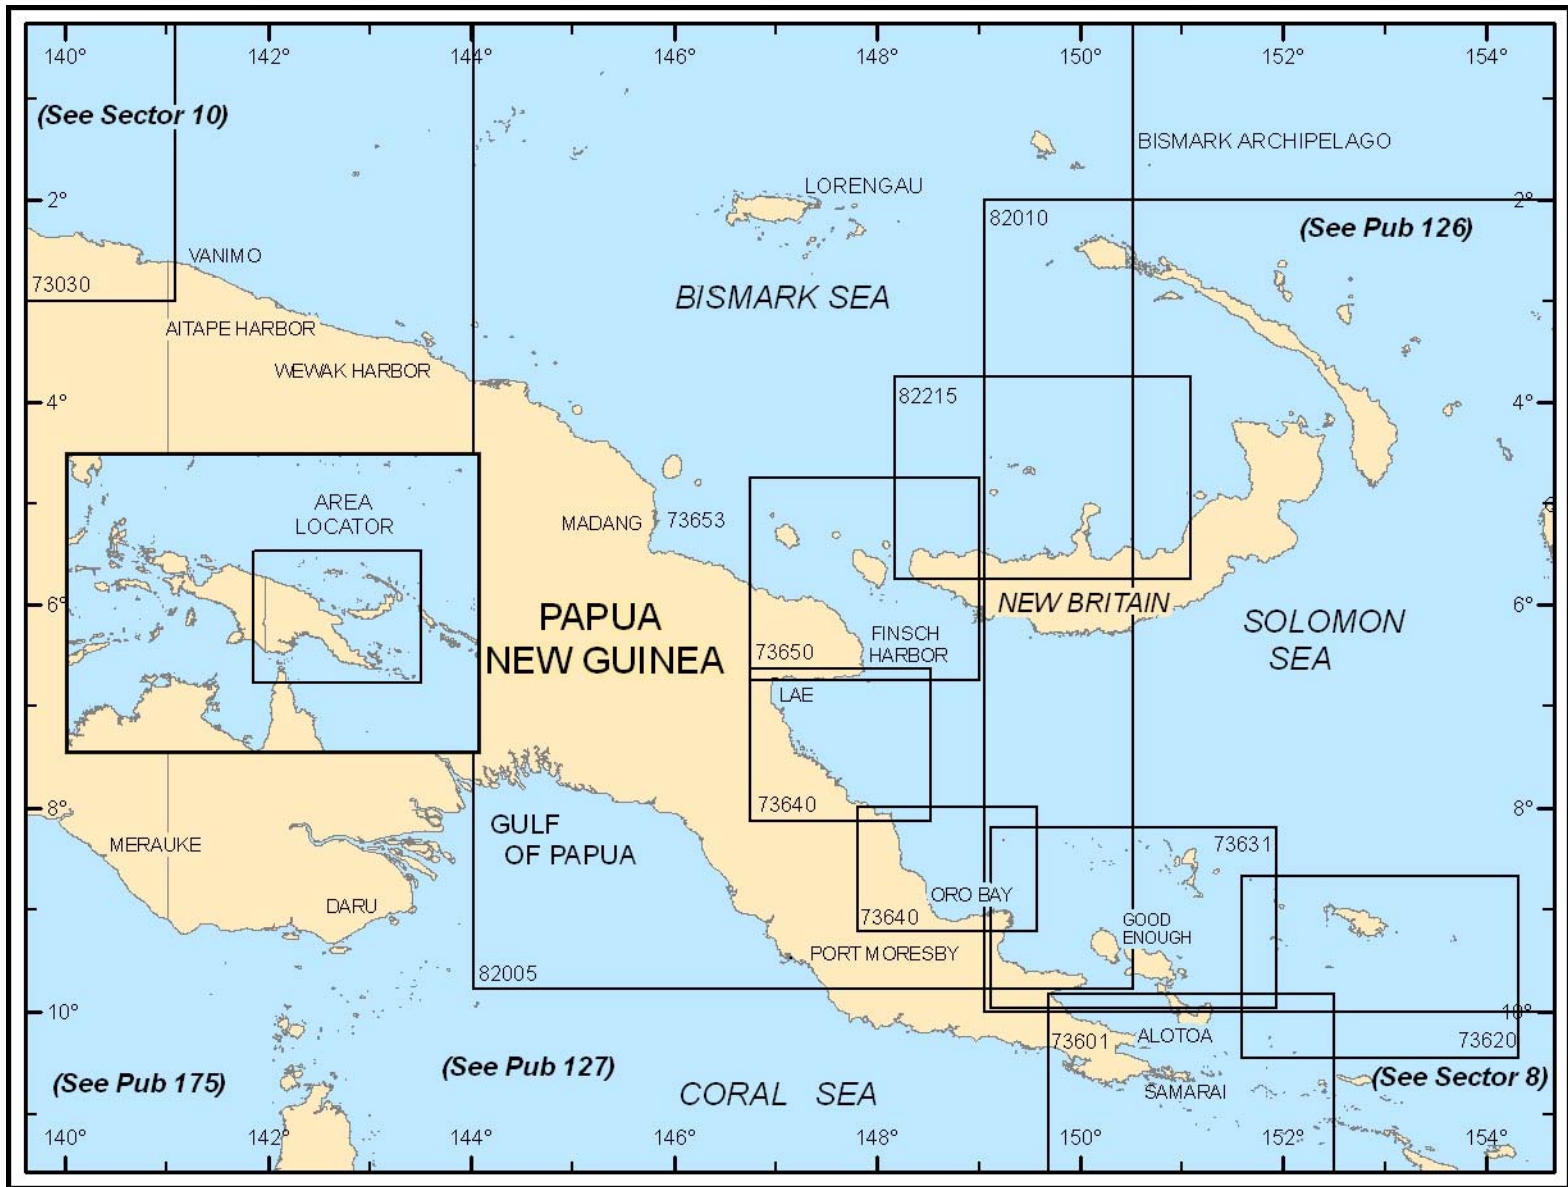 140°
142°
144°
146°
148°
150°
152°
154°
(See Sector 10)
BISMARK ARCHIPELAGO
LORENGAU
2°
2°
82010
(See Pub 126)
VANIMO
73030
BISMARK SEA
AITAPE HARBOR
WEWAK HARBOR
4°
82215
4°
AREA
LOCATOR
MADANG
73653
6°
6°
PAPUA
NEW GUINEA
NEW BRITAIN
SOLOMON
SEA
FINSCH
HARBOR
73650
LAE
8°
73640
8°
GULF
OF PAPUA
MERAUKE
73631
DARU
ORO BAY
73640
GOOD
ENOUGH
PORT MORESBY
82005
10°
10°
73601
ALOTOA
73620
(See Pub 175)
(See Pub 127)
CORAL SEA
SAMARAI
(See Sector 8)
140°
142°
144°
146°
148°
150°
152°
154°